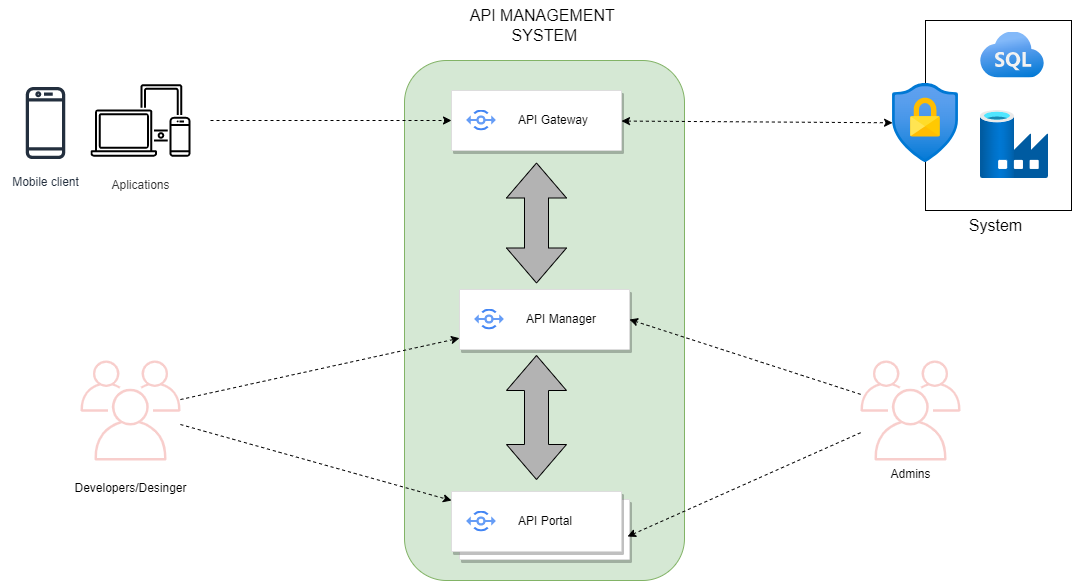 API MANAGEMENT
SYSTEM
SQL
API Gateway
Mobile client
Aplications
System
API Manager
Developers/Desinger
Admins
API Portal